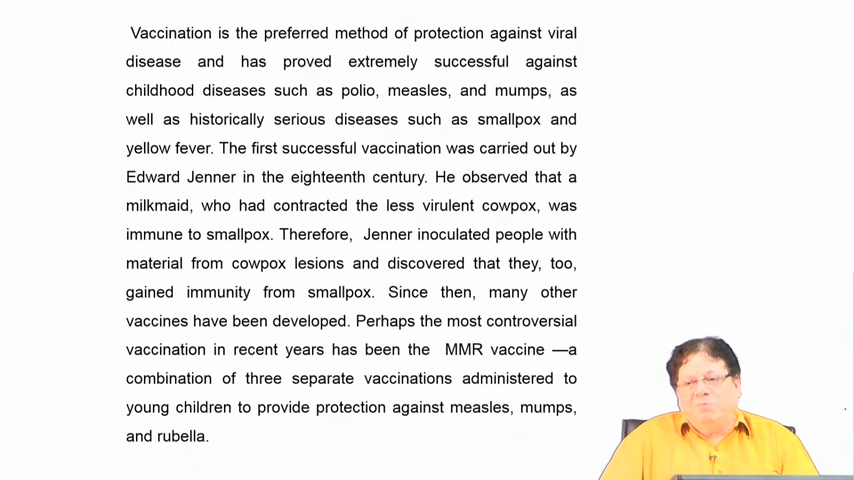 Vaccination is the preferred method of protection against viral
disease and has proved extremely successful against
childhood diseases such as polio, measles, and mumps, as
well as historically serious diseases such as smallpox and
yellow fever. The first successful vaccination was carried out by
Edward Jenner in the eighteenth century. He observed that a
milkmaid, who had contracted the less virulent cowpox, was
immune to smallpox. Therefore, Jenner inoculated people with
material from cowpox lesions and discovered that they, too,
gained immunity from smallpox. Since then, many other
vaccines have been developed. Perhaps the most controversial
vaccination in recent years has been the MMR vaccine —a
combination of three separate vaccinations administered to
young children to provide protection against measles, mumps,
and rubella.